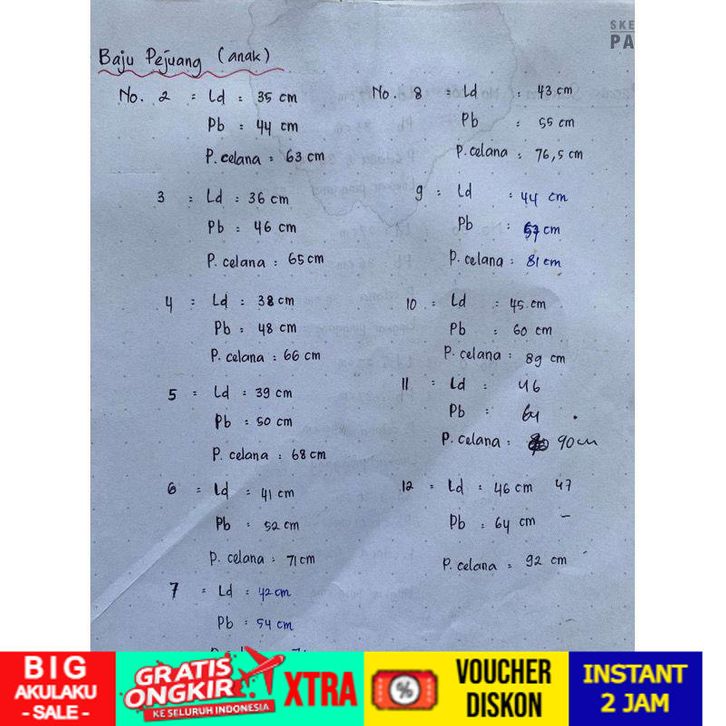 SKE
PA
Baju Pejuang (anak)
No. 2 = Ld = 35 cm
Pb = 44 cm
P. celana = 63 cm
3 = Ld = 36 cm
Pb = 46 cm
P. celana = 65 cm
4 = Ld = 38 cm
Pb = 48 cm
P. celana = 66 cm
5 = Ld = 39 cm
Pb = 50 cm
P. celana = 68 cm
6 = Ld = 41 cm
Pb = 52 cm
P. celana = 71 cm
7 = Ld = 42 cm
Pb = 54 cm
No. 8 = Ld = 43 cm
Pb = 55 cm
P. celana = 76,5 cm
9 = Ld = 44 cm
Pb = 57 cm
P. celana = 81 cm
10 = Ld = 45 cm
Pb = 60 cm
P. celana = 89 cm
11 = Ld = 46
Pb =
P. celana = 90 cm
12 = Ld = 46 cm 47
Pb = 64 cm –
P. celana = 92 cm
BIG
AKULAKU
- SALE -
GRATIS
ONGKIR XTRA
KE SELURUH INDONESIA
%
VOUCHER
DISKON
INSTANT
2 JAM